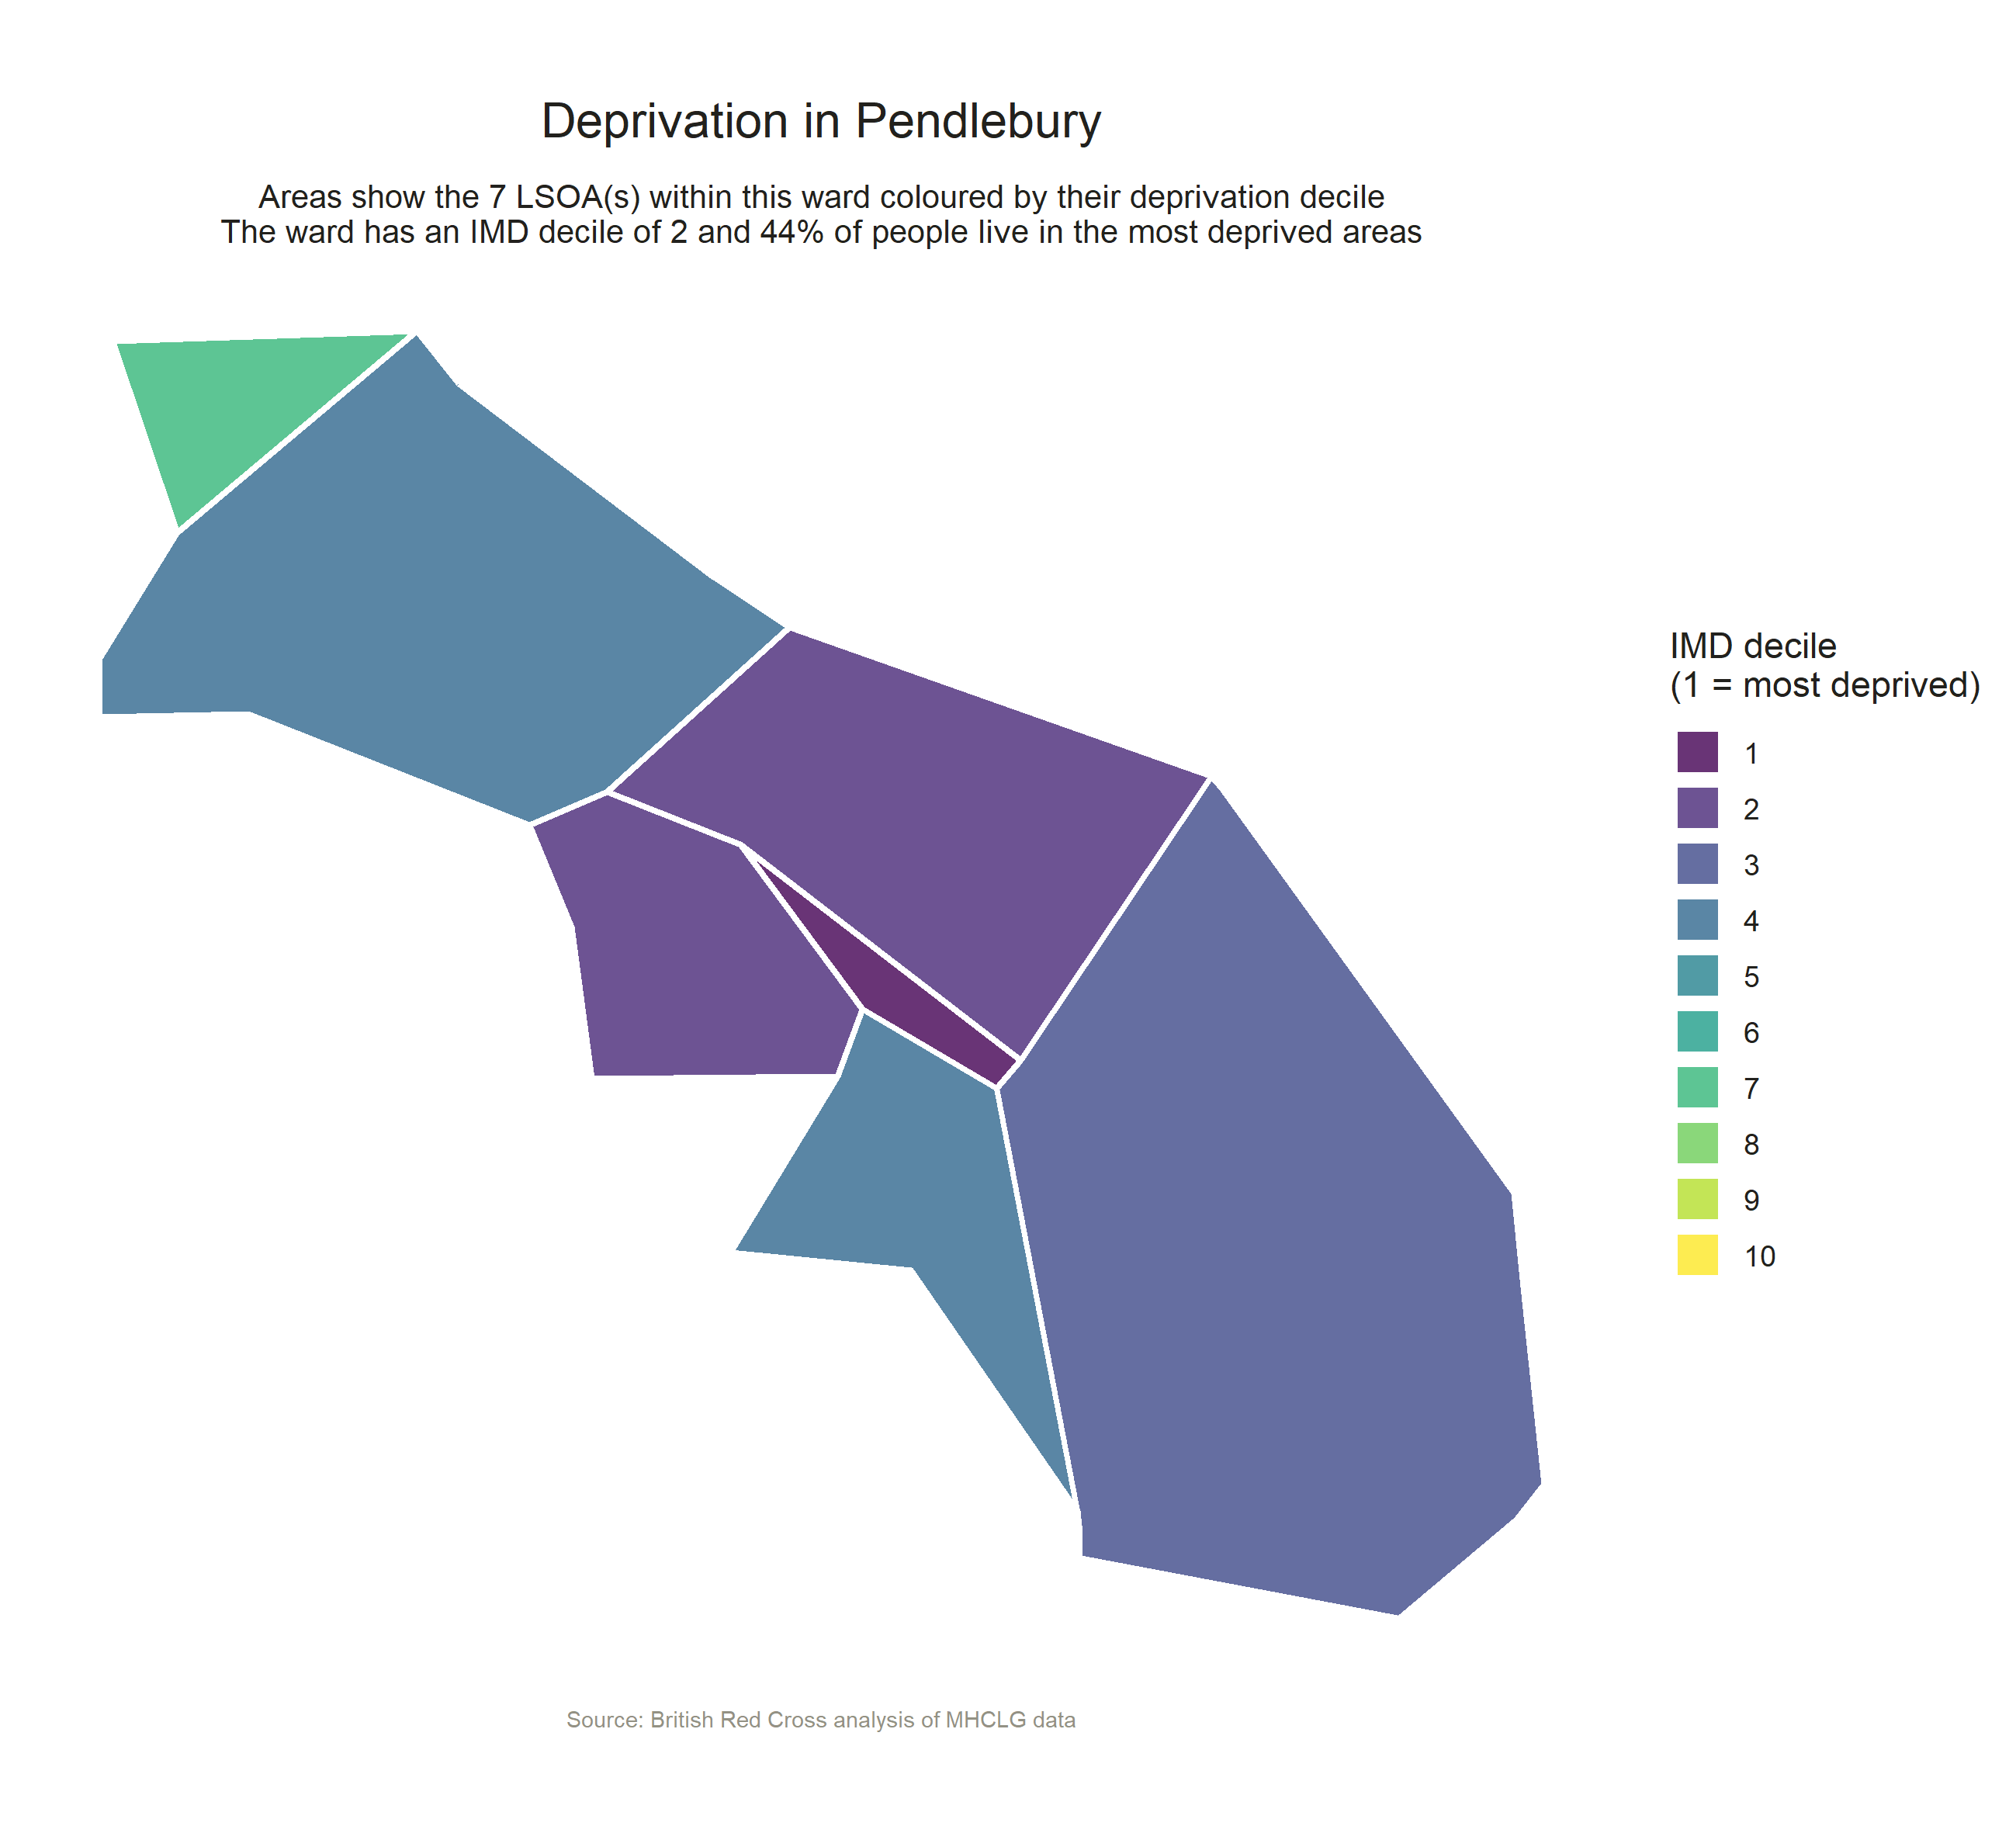 Deprivation in Pendlebury
Areas show the 7 LSOA(s) within this ward coloured by their deprivation decile
The ward has an IMD decile of 2 and 44% of people live in the most deprived areas
IMD decile
(1 = most deprived)
1
2
3
4
5
6
7
8
9
10
Source: British Red Cross analysis of MHCLG data